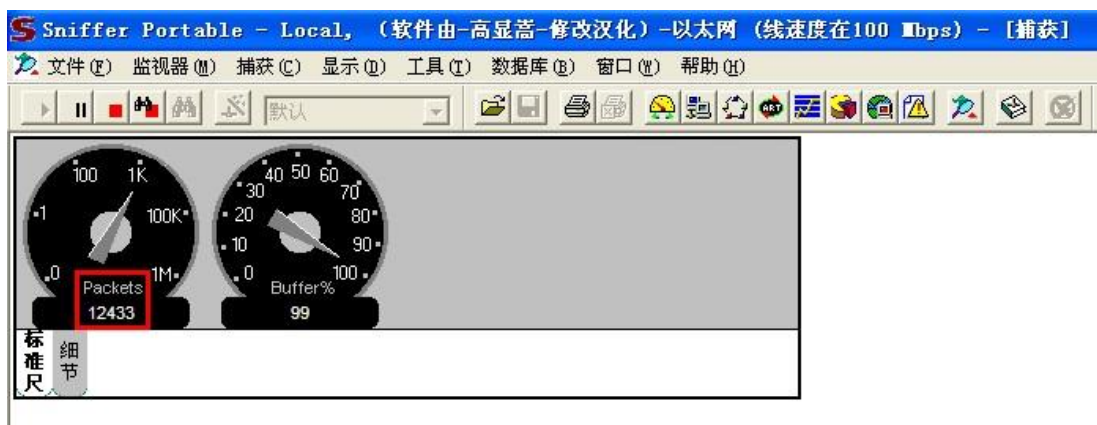 Sniffer Portable - Local, （软件由-高显嵩-修改汉化）-以太网 (线速度在100 Mbps) - [捕获]
文件(F) 监视器(M) 捕获(C) 显示(D) 工具(T) 数据库(B) 窗口(W) 帮助(H)
默认
ART
100 1K
1 100K
0 1M
Packets
12433
40 50 60
30 70
20 80
10 90
0 100
Buffer%
99
标准尺
细节